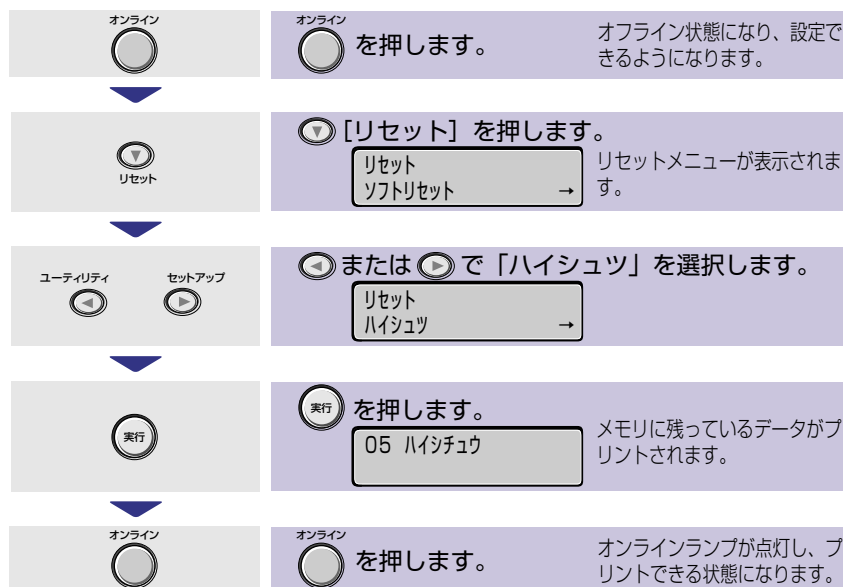 オンライン
オンライン
を押します。
オフライン状態になり、設定で
きるようになります。
リセット
[リセット] を押します。
リセット
ソフトリセット →
リセットメニューが表示されま
す。
ユーティリティ セットアップ
または で「ハイシュツ」を選択します。
リセット
ハイシュツ →
実行
実行 を押します。
05 ハイシチュウ
メモリに残っているデータがプ
リントされます。
オンライン
オンライン
を押します。
オンラインランプが点灯し、プ
リントできる状態になります。